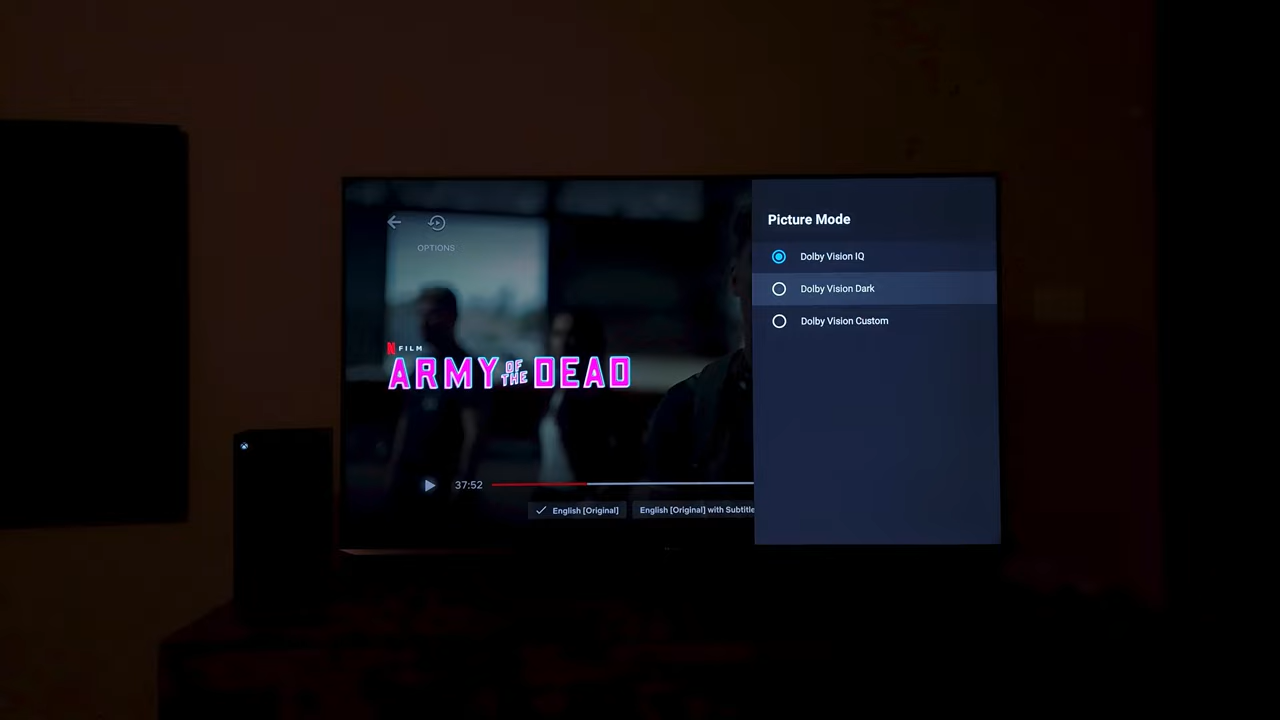 OPTIONS
N FILM
ARMY OF THE DEAD
37:52
English [Original]
English [Original] with Subtitle
Picture Mode
Dolby Vision IQ
Dolby Vision Dark
Dolby Vision Custom